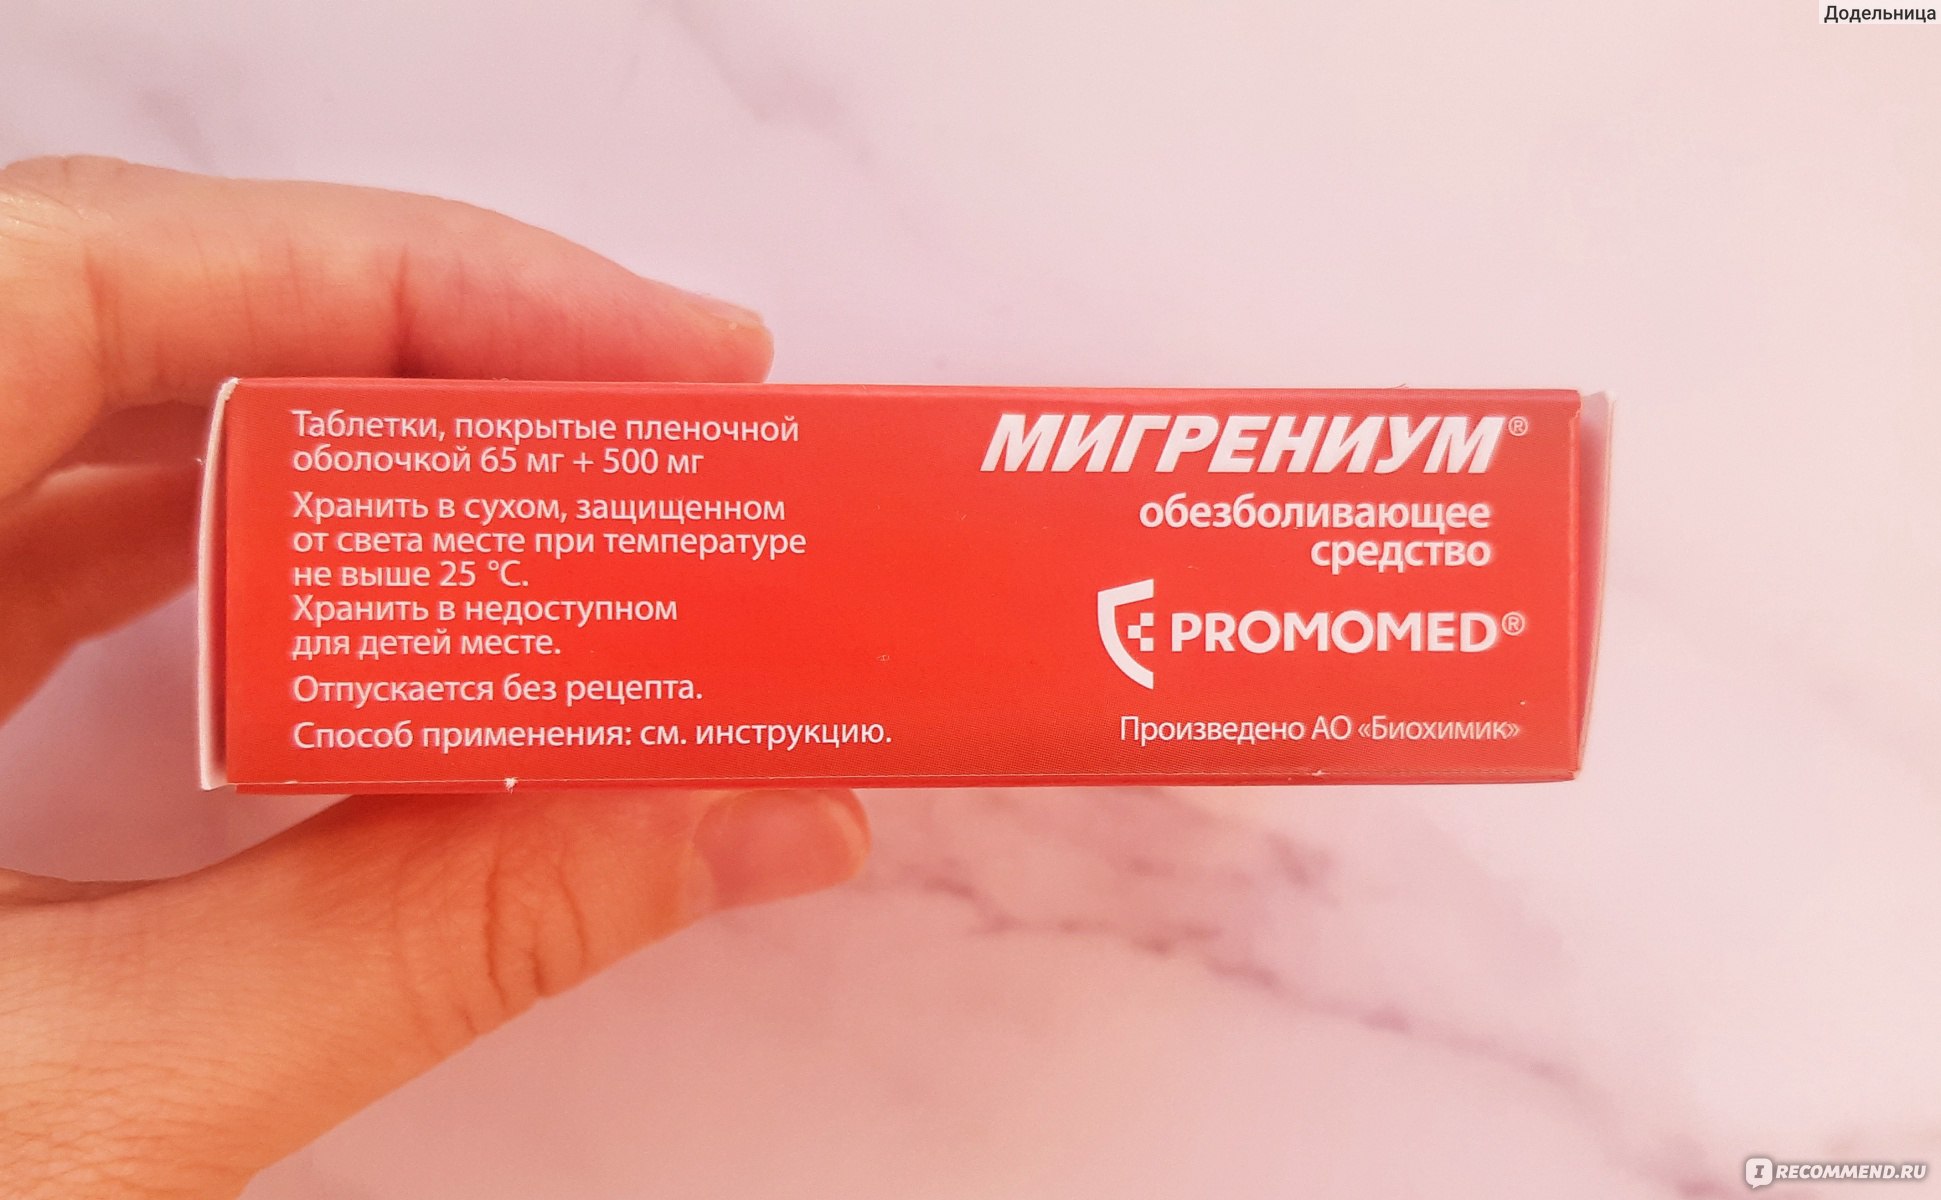 Додельница
Таблетки, покрытые пленочной
оболочкой 65 мг + 500 мг
Хранить в сухом, защищенном
от света месте при температуре
не выше 25 °С.
Хранить в недоступном
для детей месте.
Отпускается без рецепта.
Способ применения: см. инструкцию.
МИГРЕНИУМ®
обезболивающее
средство
PROMOMED®
Произведено АО «Биохимик»
I RECOMMEND.RU